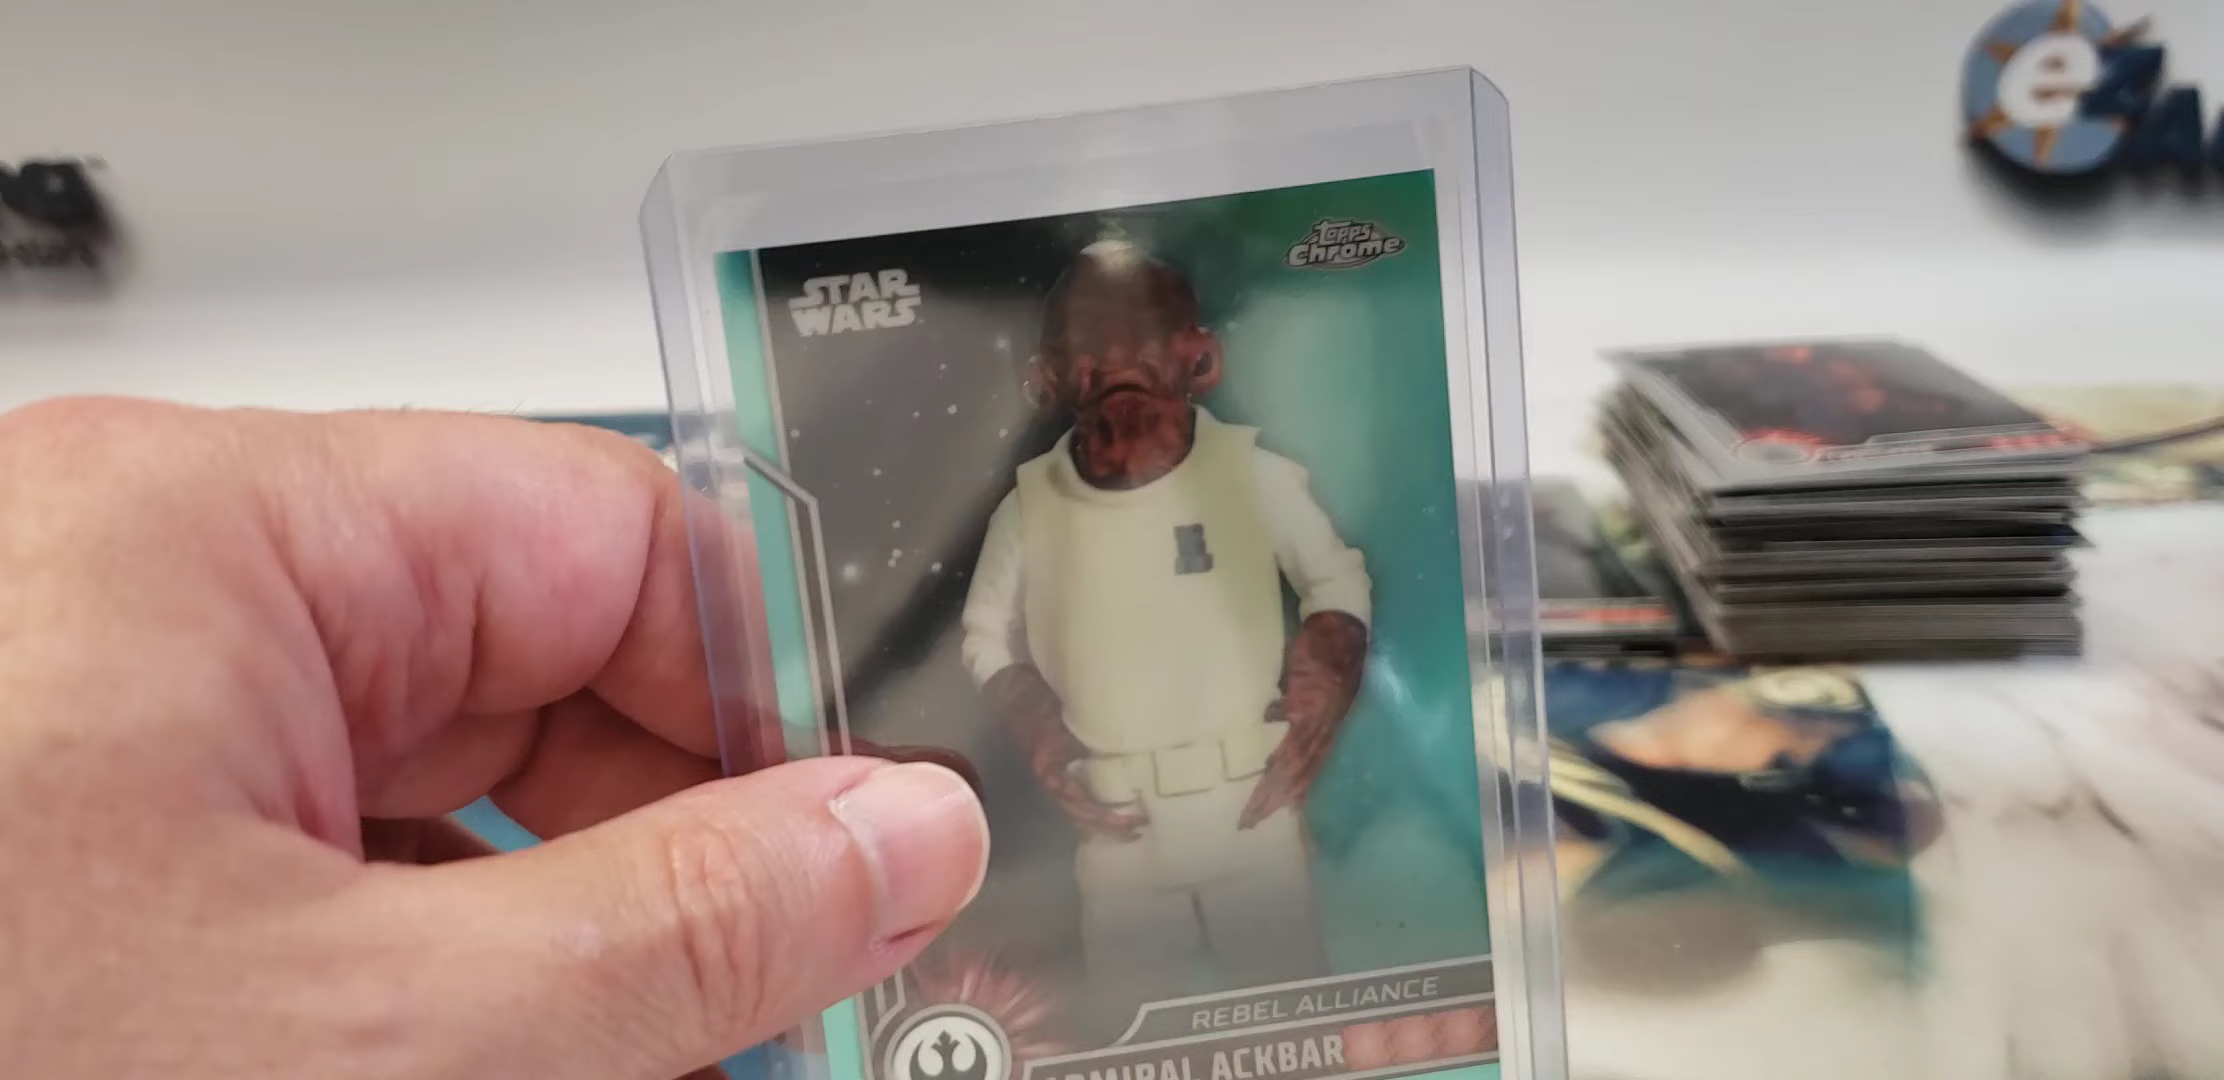 STAR
WARS
topps
Chrome
REBEL ALLIANCE
ADMIRAL ACKBAR